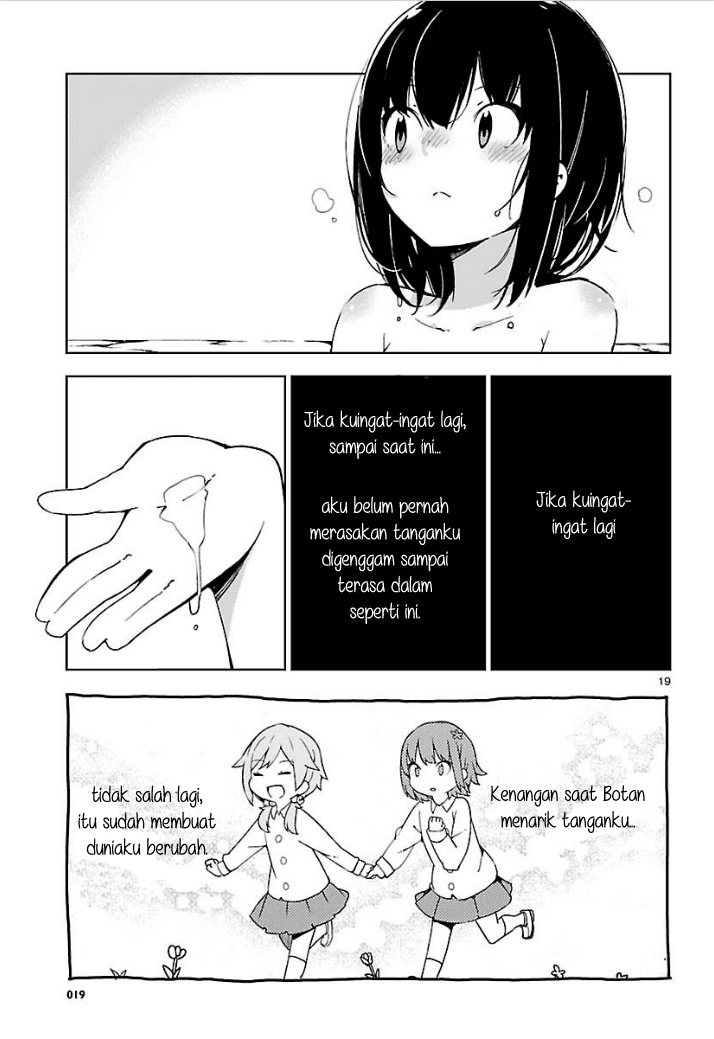 Jika kuingat-
ingat lagi
Jika kuingat-ingat lagi,
sampai saat ini...
aku belum pernah
merasakan tanganku
digenggam sampai
terasa dalam
seperti ini.
19
Kenangan saat Botan
menarik tanganku...
tidak salah lagi,
itu sudah membuat
duniaku berubah.
019